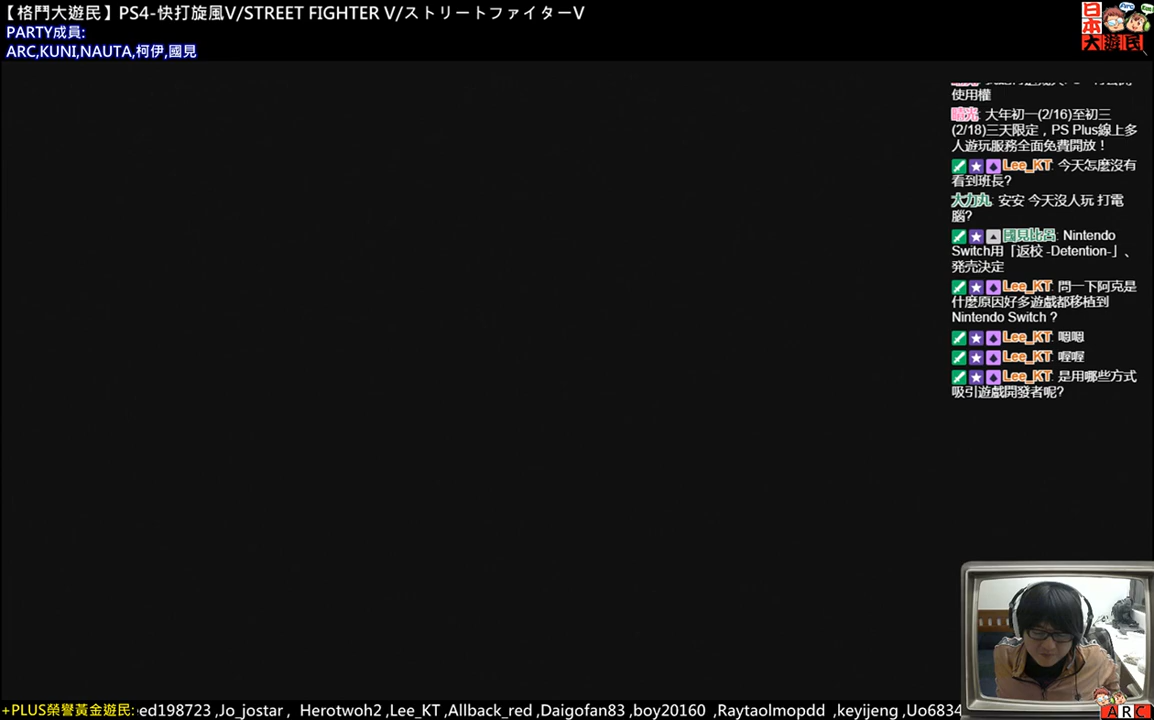 【格鬥大遊民】PS4-快打旋風V/STREET FIGHTER V/ストリートファイターV
PARTY成員:
ARC,KUNI,NAUTA,柯伊,國見
日本
大遊民
使用權
曉光: 大年初一(2/16)至初三
(2/18)三天限定，PS Plus線上多
人遊玩服務全面免費開放！
Lee_KT: 今天怎麼沒有
看到班長?
大力丸: 安安 今天沒人玩 打電
腦?
國見比呂: Nintendo
Switch用「返校 -Detention-」、
発売決定
Lee_KT: 問一下阿克是
什麼原因好多遊戲都移植到
Nintendo Switch ?
Lee_KT: 嗯嗯
Lee_KT: 喔喔
Lee_KT: 是用哪些方式
吸引遊戲開發者呢?
ARC
+PLUS榮譽黃金遊民: ed198723 ,Jo_jostar , Herotwoh2 ,Lee_KT ,Allback_red ,Daigofan83 ,boy20160 ,Raytaolmopdd ,keyijeng ,Uo6834